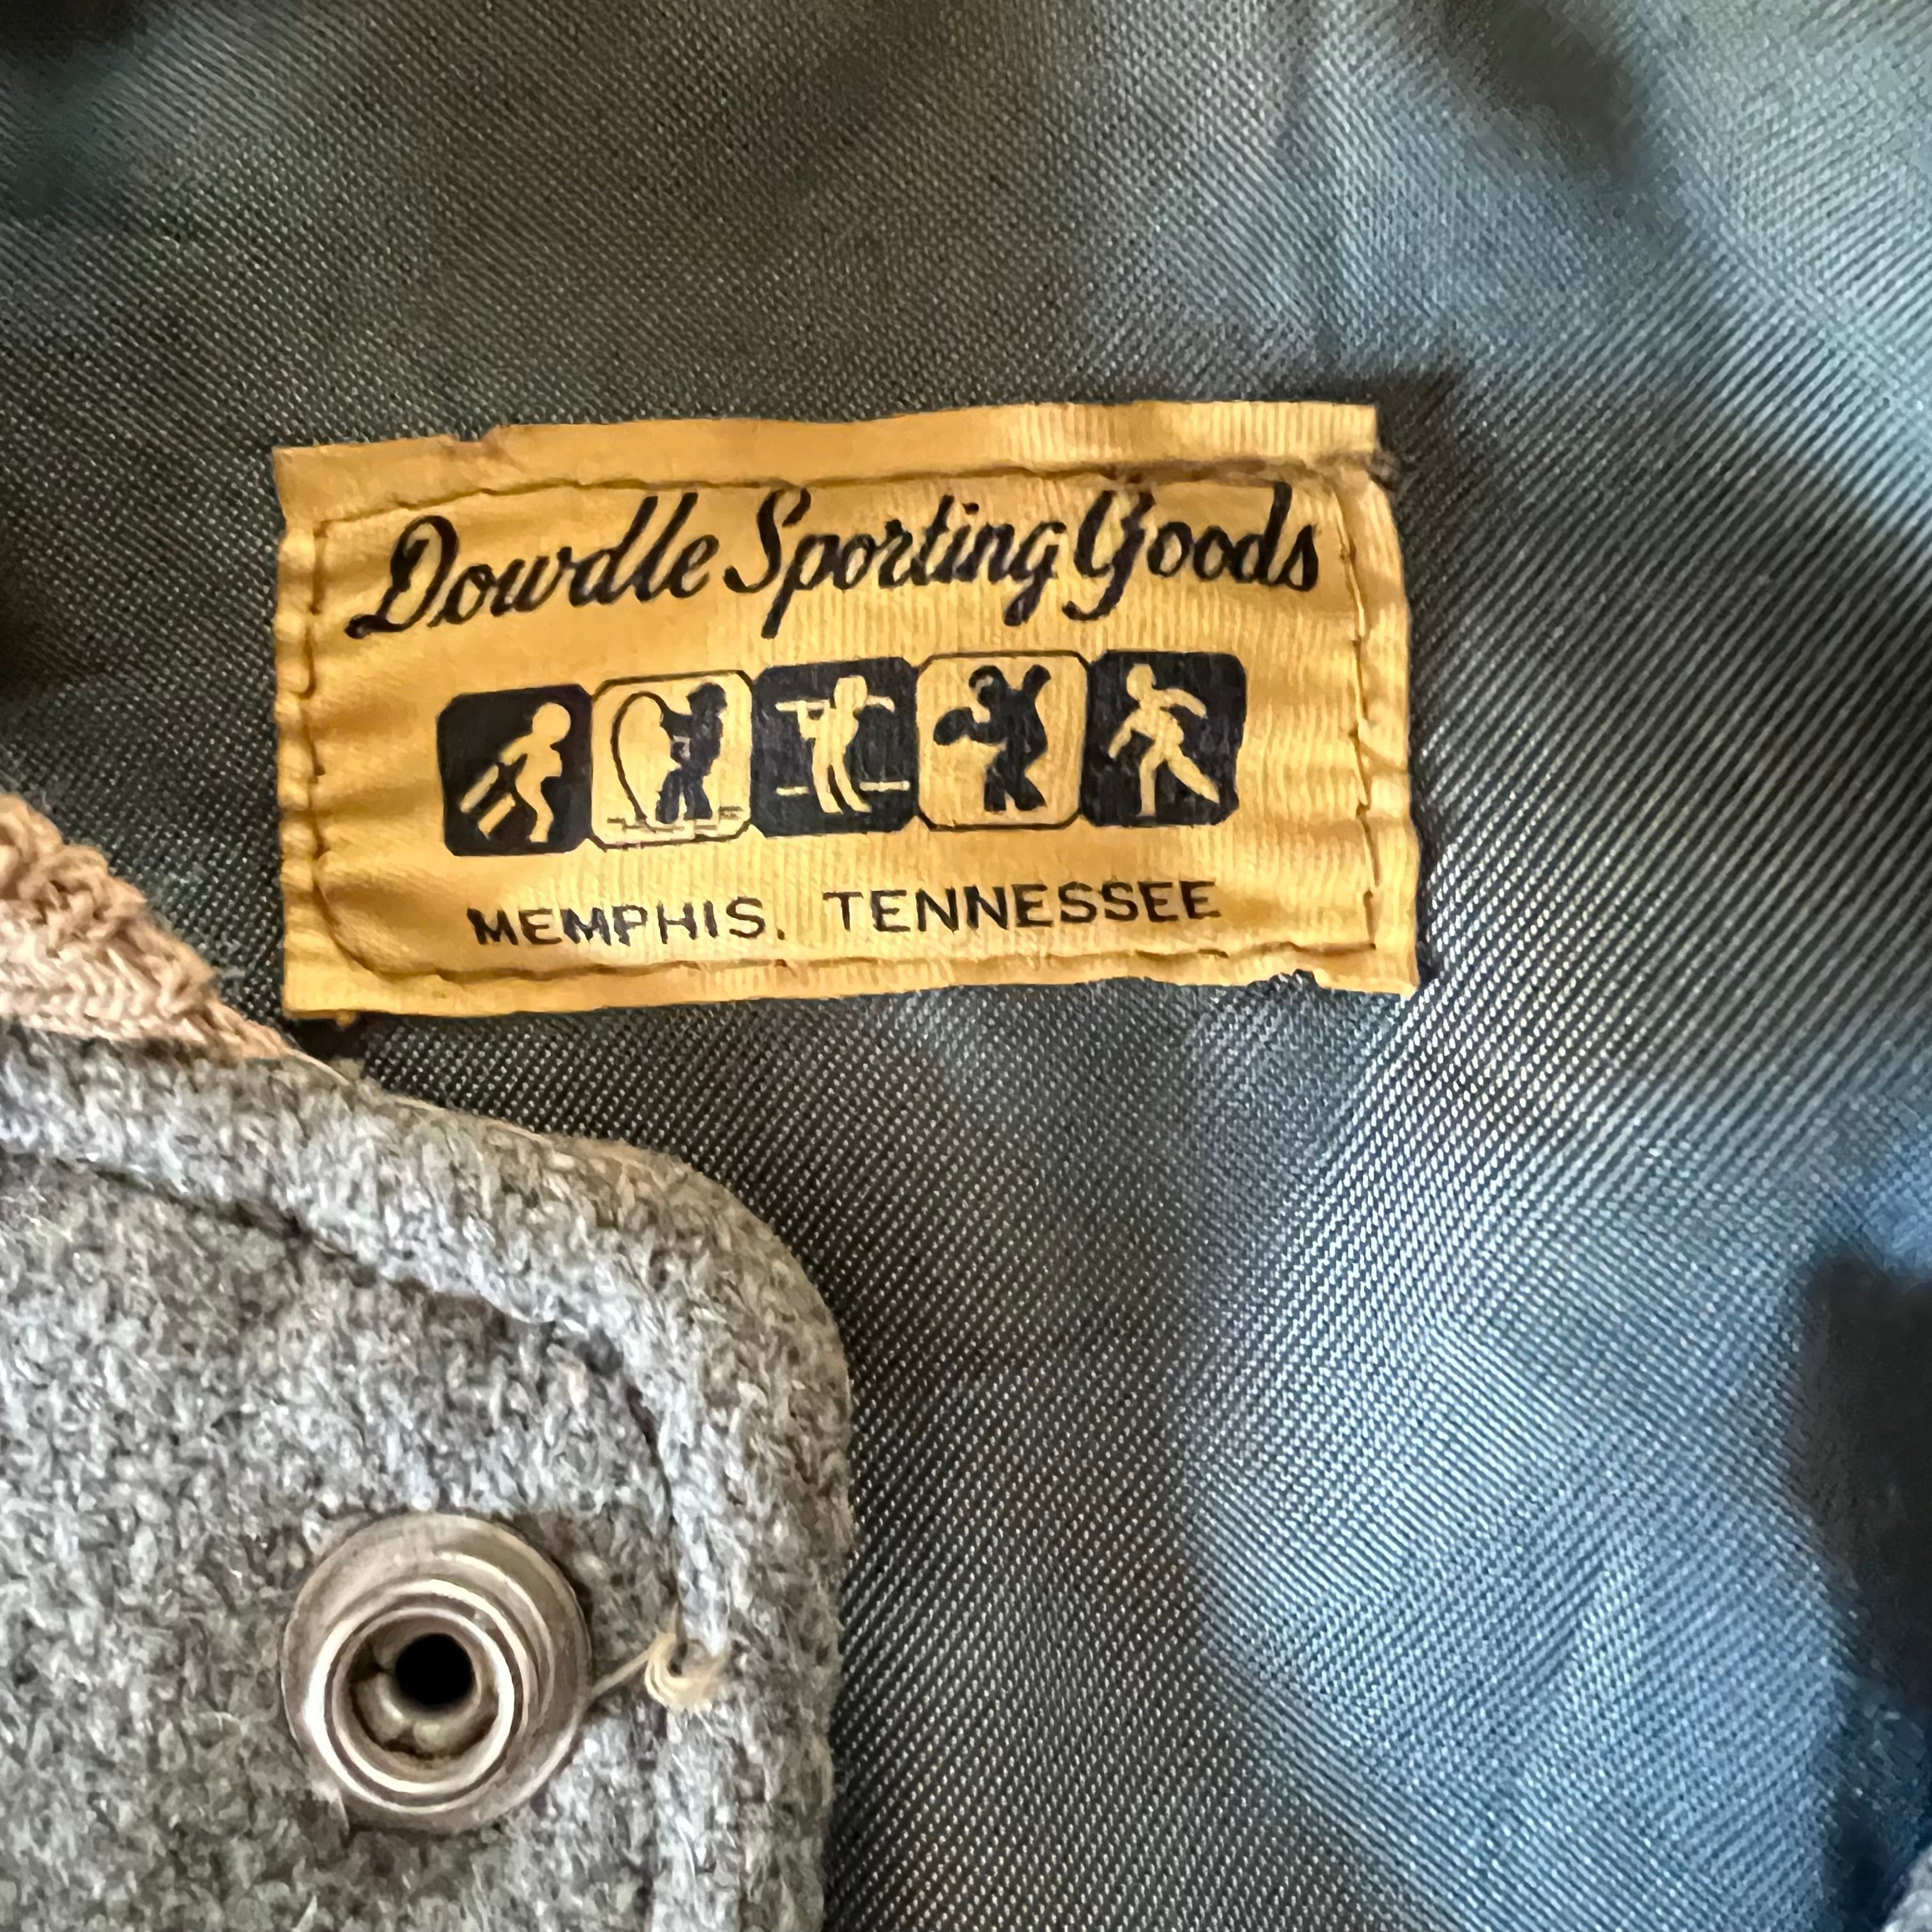 Dowdle Sporting Goods
MEMPHIS, TENNESSEE